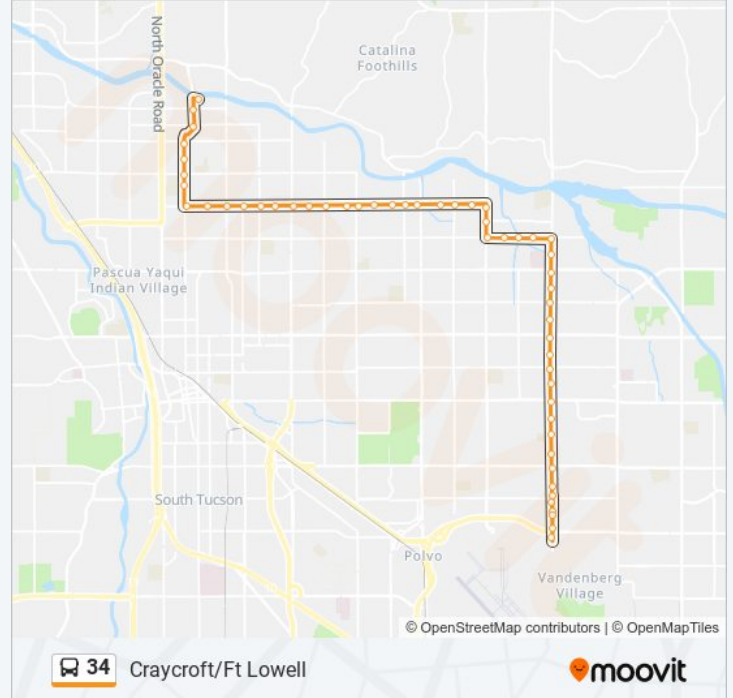 North Oracle Road
Catalina
Foothills
Pascua Yaqui
Indian Village
South Tucson
Polvo
Vandenberg
Village
© OpenStreetMap contributors | © OpenMapTiles
34 Craycroft/Ft Lowell
moovit
moovit